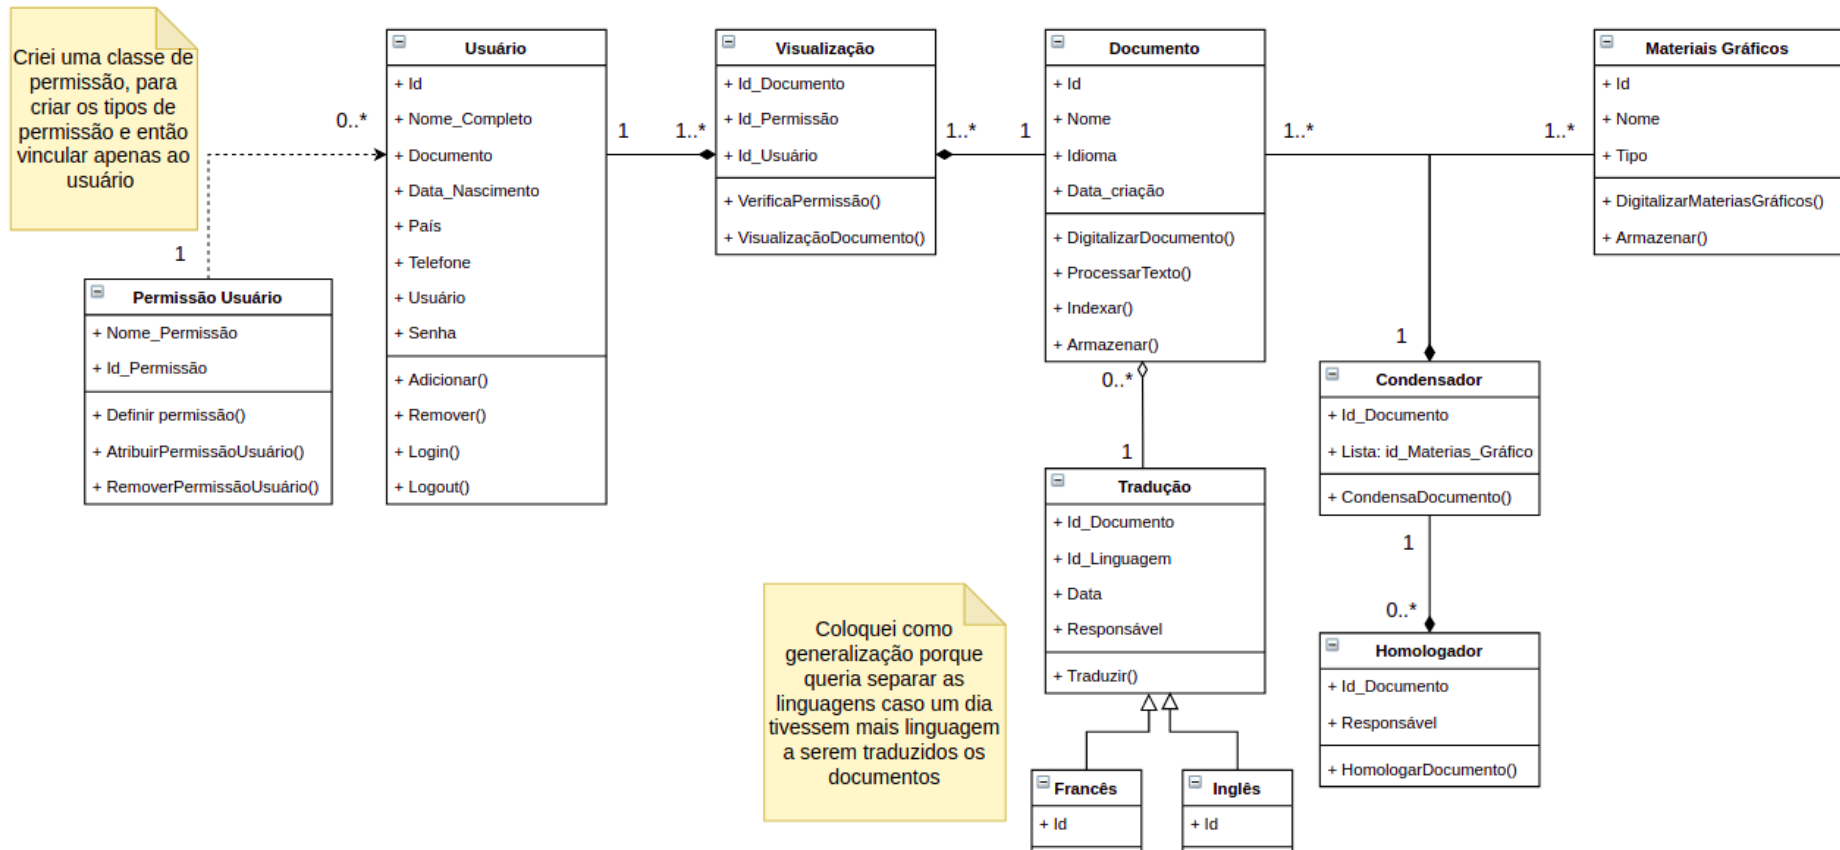 Criei uma classe de
permissão, para
criar os tipos de
permissão e então
vincular apenas ao
usuário
1
Permissão Usuário
+ Nome_Permissão
+ Id_Permissão
+ Definir permissão()
+ AtribuirPermissãoUsuário()
+ RemoverPermissãoUsuário()
0..*
Usuário
+ Id
+ Nome_Completo
+ Documento
+ Data_Nascimento
+ País
+ Telefone
+ Usuário
+ Senha
+ Adicionar()
+ Remover()
+ Login()
+ Logout()
1
1..*
Visualização
+ Id_Documento
+ Id_Permissão
+ Id_Usuário
+ VerificaPermissão()
+ VisualizaçãoDocumento()
1..*
1
Documento
+ Id
+ Nome
+ Idioma
+ Data_criação
+ DigitalizarDocumento()
+ ProcessarTexto()
+ Indexar()
+ Armazenar()
1..*
1..*
Materiais Gráficos
+ Id
+ Nome
+ Tipo
+ DigitalizarMateriasGráficos()
+ Armazenar()
0..*
1
Tradução
+ Id_Documento
+ Id_Linguagem
+ Data
+ Responsável
+ Traduzir()
1
Condensador
+ Id_Documento
+ Lista: id_Materias_Gráfico
+ CondensaDocumento()
1
0..*
Homologador
+ Id_Documento
+ Responsável
+ HomologarDocumento()
Coloquei como
generalização porque
queria separar as
linguagens caso um dia
tivessem mais linguagem
a serem traduzidos os
documentos
Francês
+ Id
Inglês
+ Id